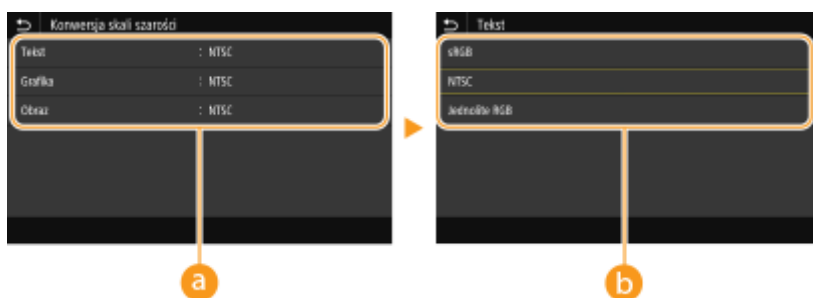 Konwersja skali szarości
Tekst : NTSC
Grafika : NTSC
Obraz : NTSC
a
Tekst
sRGB
NTSC
Jednolite RGB
b